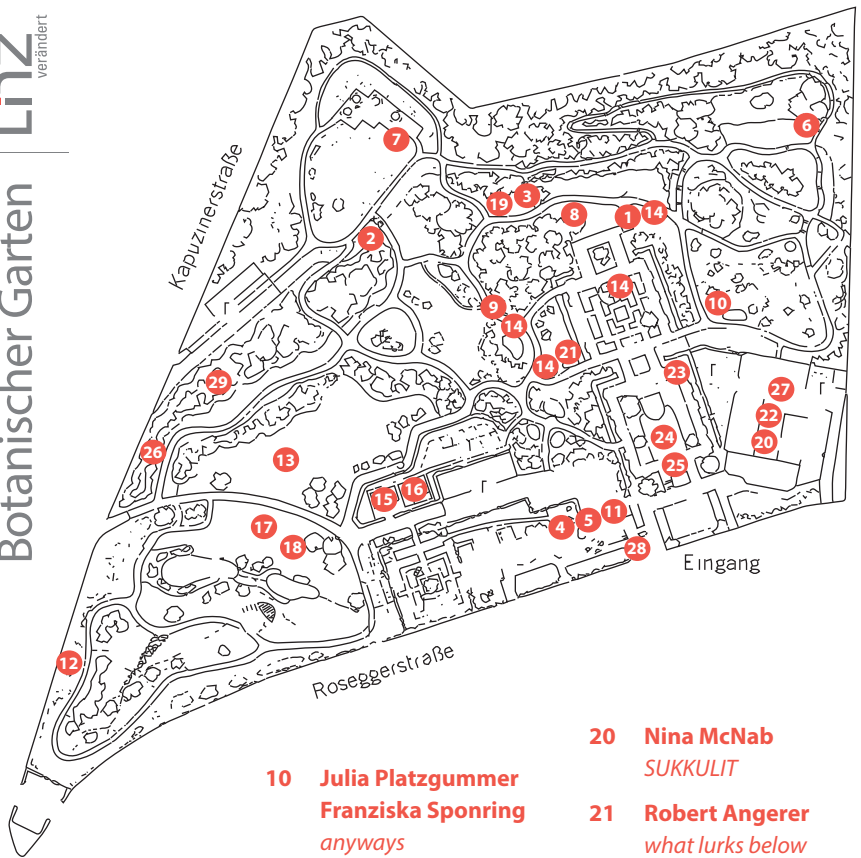 Botanischer Garten
Linz
verändert
Kapuzinerstraße
7
6
3
19
8
1
14
2
14
10
9
14
21
14
23
27
29
22
24
20
26
25
13
16
15
11
17
5
4
18
28
Eingang
12
Roseggerstraße
10 Julia Platzgummer
Franziska Sponring
anyways
20 Nina McNab
SUKKULIT
21 Robert Angerer
what lurks below